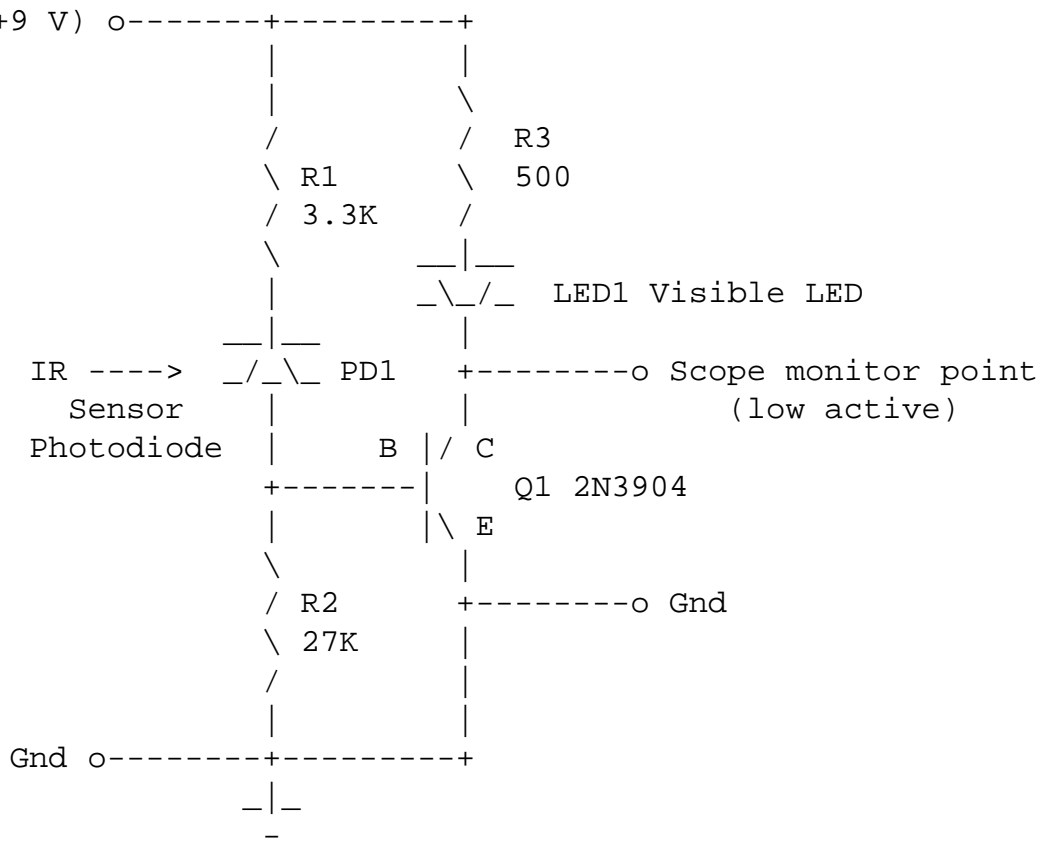 +9 V) o-------+---------+
R3
R1 500
3.3K
LED1 Visible LED
IR ----> PD1 +--------o Scope monitor point
Sensor (low active)
Photodiode B C
Q1 2N3904
E
R2 +--------o Gnd
27K
Gnd o--------+---------+